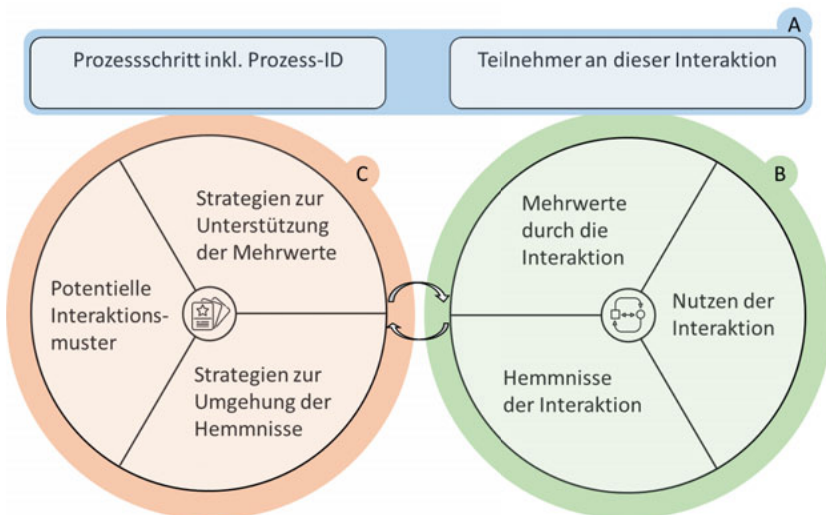 A
Prozessschritt inkl. Prozess-ID
Teilnehmer an dieser Interaktion
C
Strategien zur
Unterstützung
der Mehrwerte
Potentielle
Interaktions-
muster
Strategien zur
Umgehung der
Hemmnisse
B
Mehrwerte
durch die
Interaktion
Nutzen der
Interaktion
Hemmnisse
der Interaktion